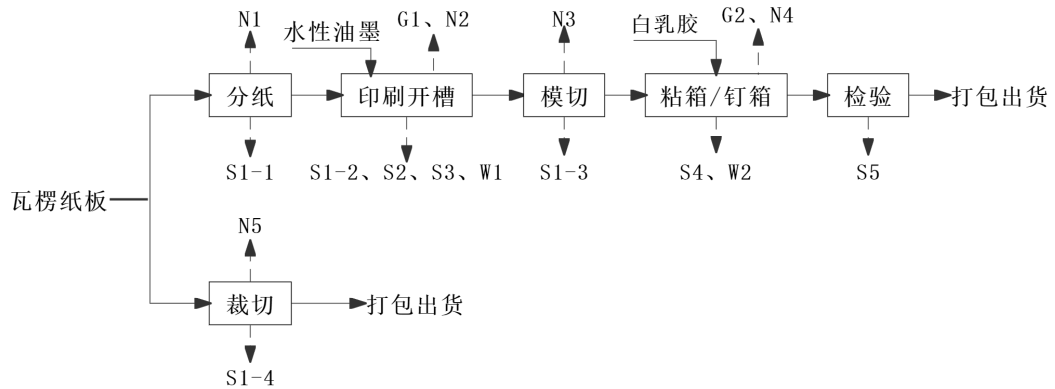 N1
水性油墨
G1、N2
N3
白乳胶
G2、N4
分纸
印刷开槽
模切
粘箱/钉箱
检验
打包出货
S1-1
S1-2、S2、S3、W1
S1-3
S4、W2
S5
瓦楞纸板
N5
裁切
打包出货
S1-4